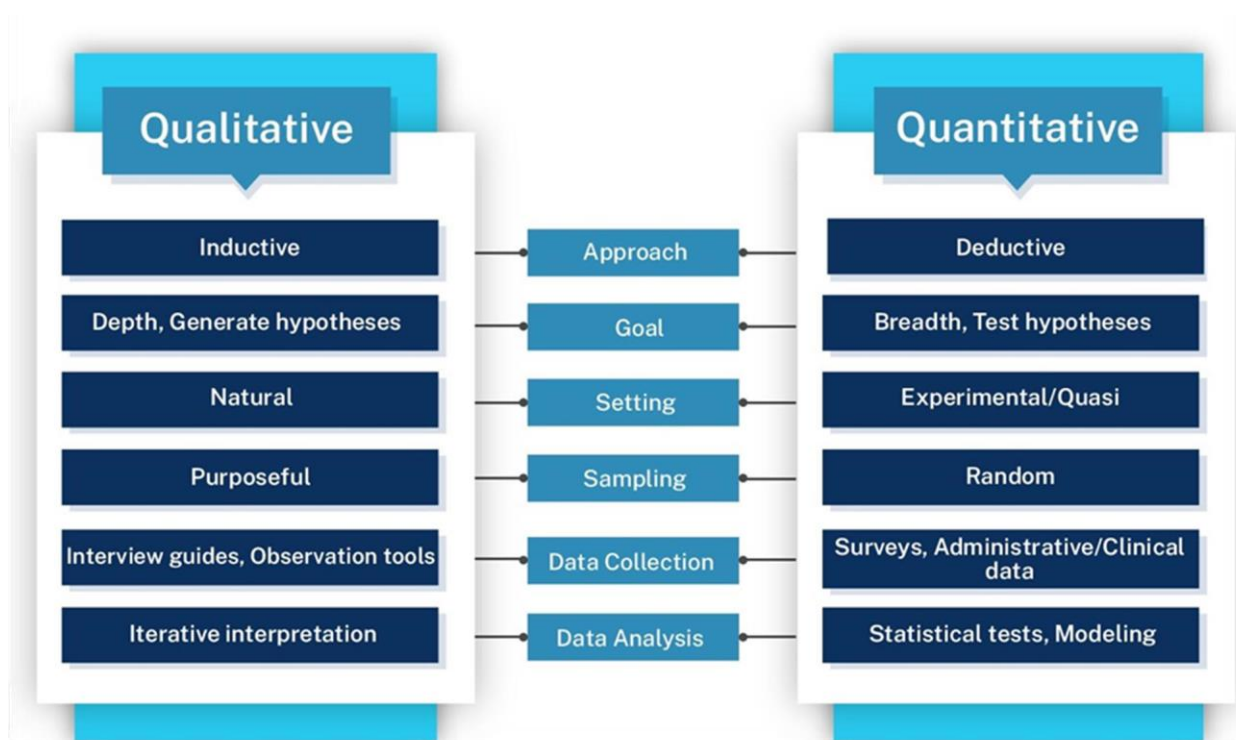 Qualitative
Quantitative
Inductive
Approach
Deductive
Depth, Generate hypotheses
Goal
Breadth, Test hypotheses
Natural
Setting
Experimental/Quasi
Purposeful
Sampling
Random
Interview guides, Observation tools
Data Collection
Surveys, Administrative/Clinical
data
Iterative interpretation
Data Analysis
Statistical tests, Modeling